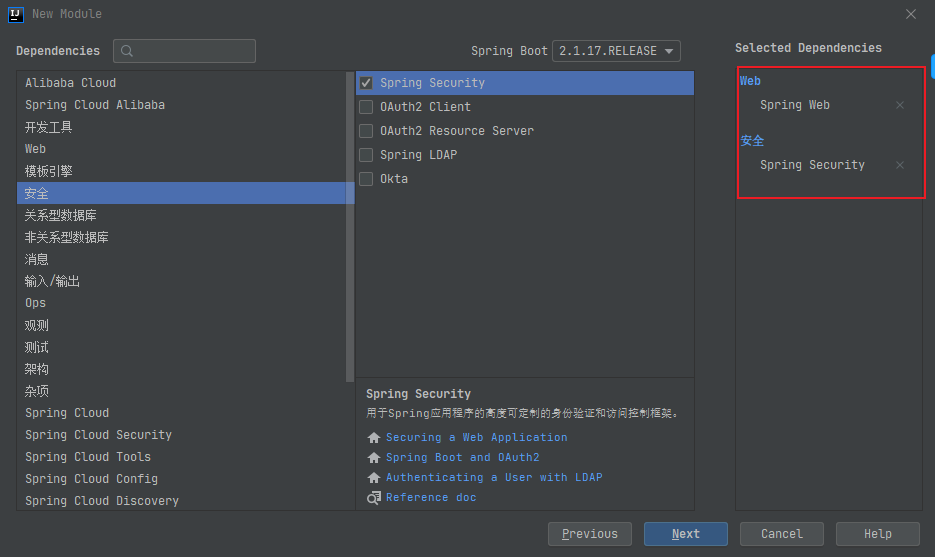 New Module
Dependencies
Spring Boot 2.1.17.RELEASE
Alibaba Cloud
Spring Cloud Alibaba
开发工具
Web
模板引擎
安全
关系型数据库
非关系型数据库
消息
输入/输出
Ops
观测
测试
架构
杂项
Spring Cloud
Spring Cloud Security
Spring Cloud Tools
Spring Cloud Config
Spring Cloud Discovery
Spring Security
OAuth2 Client
OAuth2 Resource Server
Spring LDAP
Okta
Spring Security
用于Spring应用程序的高度可定制的身份验证和访问控制框架。
Securing a Web Application
Spring Boot and OAuth2
Authenticating a User with LDAP
Reference doc
Selected Dependencies
Web
Spring Web
安全
Spring Security
Previous
Next
Cancel
Help